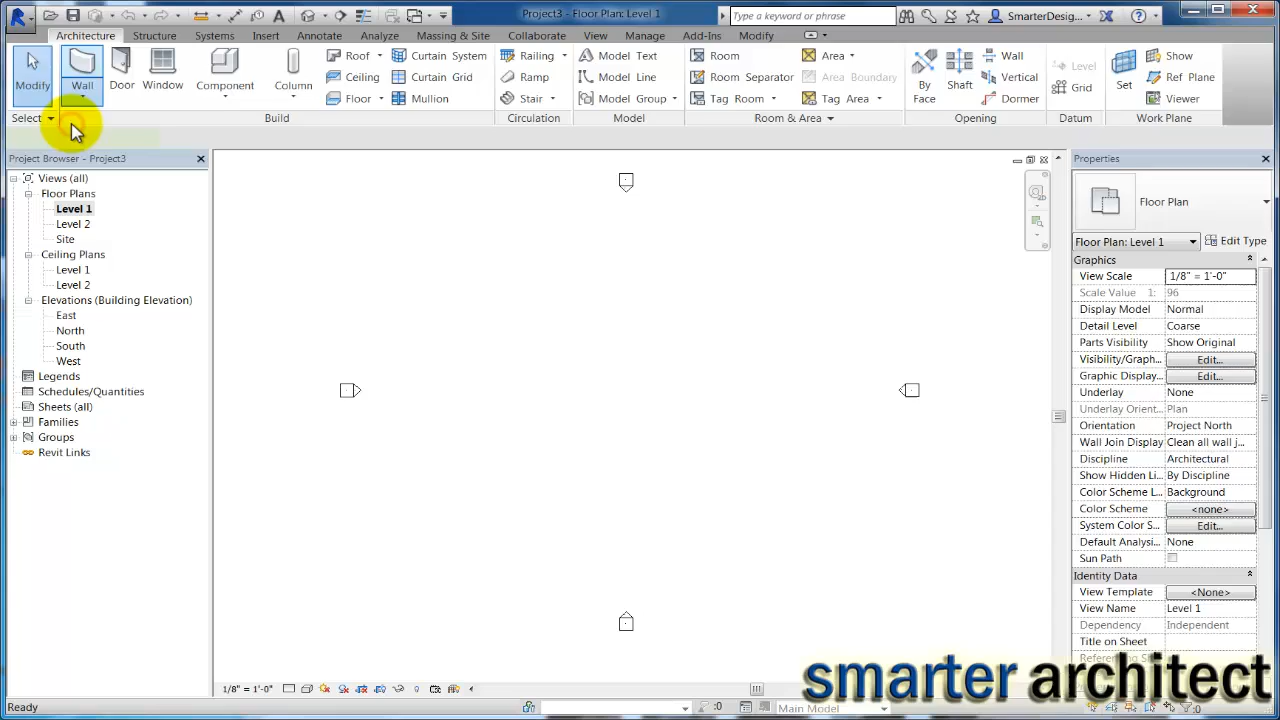 Project3 - Floor Plan: Level 1
Type a keyword or phrase
SmarterDesig...
Architecture Structure Systems Insert Annotate Analyze Massing & Site Collaborate View Manage Add-Ins Modify
Modify Wall Door Window Component Column
Roof Curtain System
Ceiling Curtain Grid
Floor Mullion
Railing
Ramp
Stair
Model Text
Model Line
Model Group
Room
Room Separa
Tag Room
Area
Area Boundary
Tag Area
By Face
Shaft
Wall
Vertical
Dormer
Level
Grid
Set
Show
Ref Plane
Viewer
Select Build Circulation Model Room & Area Opening Datum Work Plane
Project Browser - Project3
Views (all)
Floor Plans
Level 1
Level 2
Site
Ceiling Plans
Level 1
Level 2
Elevations (Building Elevation)
East
North
South
West
Legends
Schedules/Quantities
Sheets (all)
Families
Groups
Revit Links
Properties
Floor Plan
Floor Plan: Level 1 Edit Type
Graphics
View Scale 1/8" = 1'-0"
Scale Value 1: 96
Display Model Normal
Detail Level Coarse
Parts Visibility Show Original
Visibility/Graph... Edit...
Graphic Display... Edit...
Underlay None
Underlay Orient... Plan
Orientation Project North
Wall Join Display Clean all wall j...
Discipline Architectural
Show Hidden Li... By Discipline
Color Scheme L... Background
Color Scheme <none>
System Color S... Edit...
Default Analysi... None
Sun Path
Identity Data
View Template <None>
View Name Level 1
Dependency Independent
Title on Sheet
smarter architect
1/8" = 1'-0"
Ready
:0
Main Model
:0